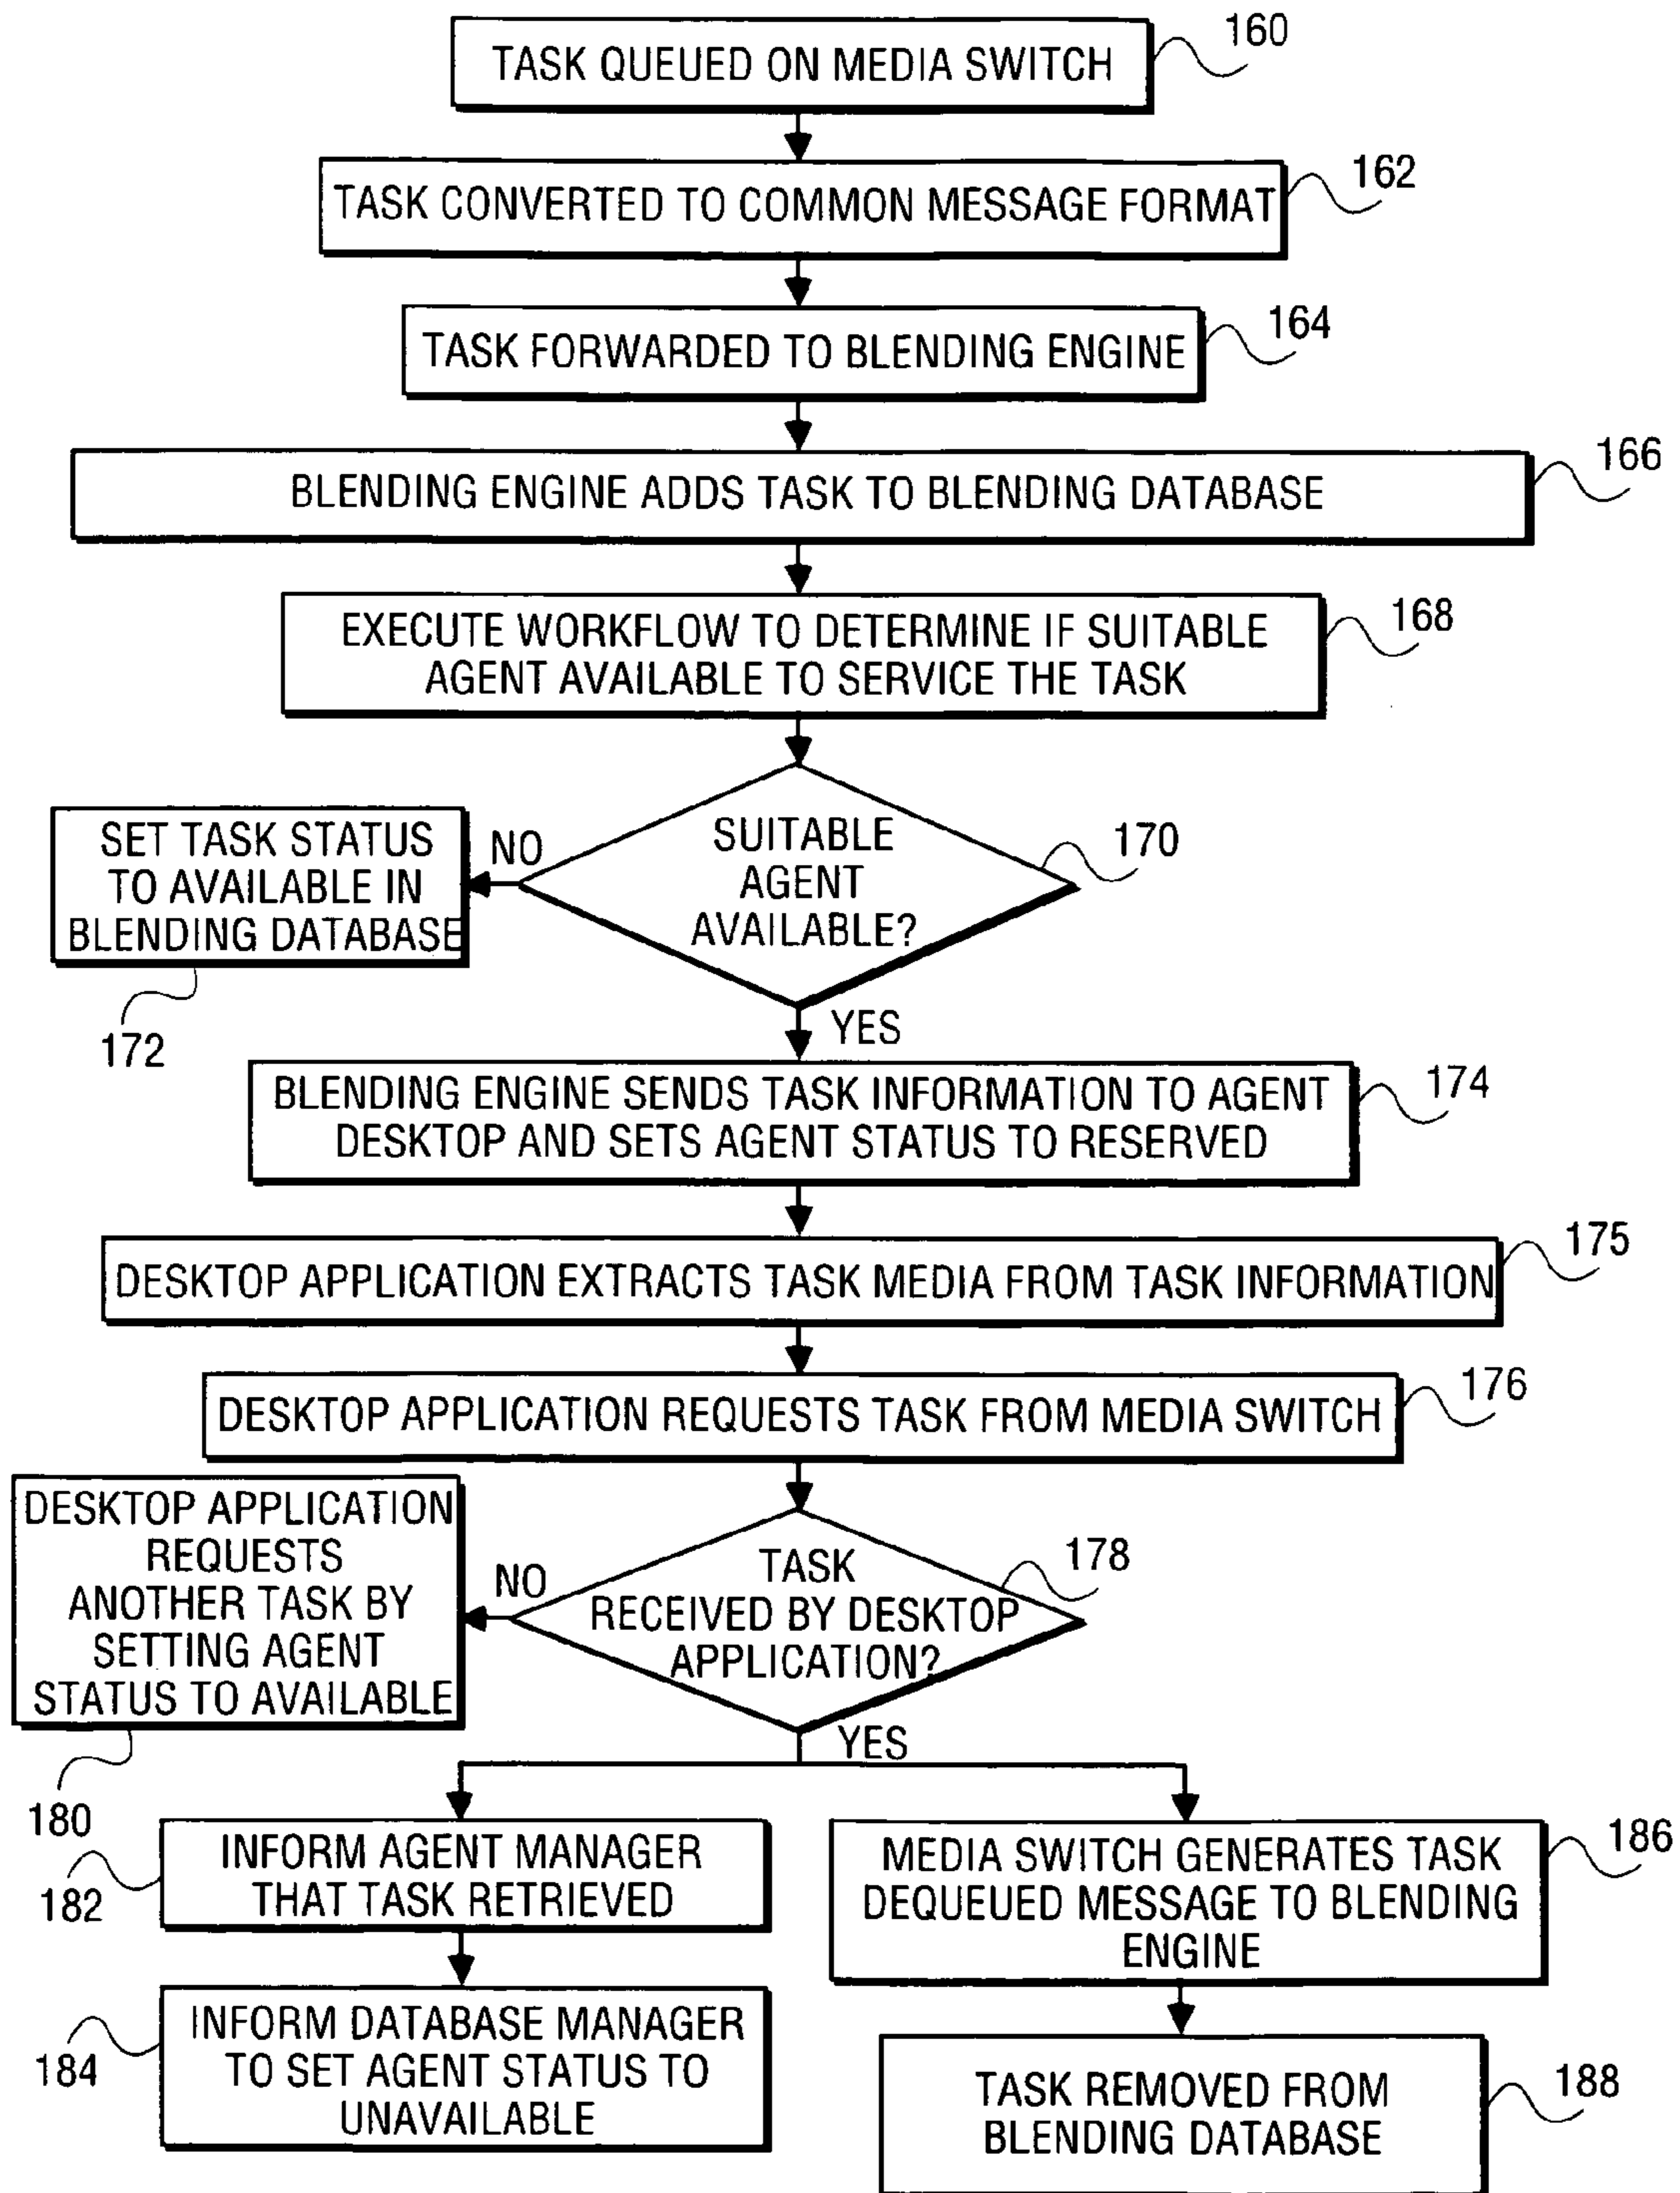 TASK QUEUED ON MEDIA SWITCH
160
TASK CONVERTED TO COMMON MESSAGE FORMAT
162
TASK FORWARDED TO BLENDING ENGINE
164
BLENDING ENGINE ADDS TASK TO BLENDING DATABASE
166
EXECUTE WORKFLOW TO DETERMINE IF SUITABLE
AGENT AVAILABLE TO SERVICE THE TASK
168
SUITABLE
AGENT
AVAILABLE?
170
NO
SET TASK STATUS
TO AVAILABLE IN
BLENDING DATABASE
172
YES
BLENDING ENGINE SENDS TASK INFORMATION TO AGENT
DESKTOP AND SETS AGENT STATUS TO RESERVED
174
DESKTOP APPLICATION EXTRACTS TASK MEDIA FROM TASK INFORMATION
175
DESKTOP APPLICATION REQUESTS TASK FROM MEDIA SWITCH
176
TASK
RECEIVED BY DESKTOP
APPLICATION?
178
NO
DESKTOP APPLICATION
REQUESTS
ANOTHER TASK BY
SETTING AGENT
STATUS TO AVAILABLE
180
YES
INFORM AGENT MANAGER
THAT TASK RETRIEVED
182
INFORM DATABASE MANAGER
TO SET AGENT STATUS TO
UNAVAILABLE
184
MEDIA SWITCH GENERATES TASK
DEQUEUED MESSAGE TO BLENDING
ENGINE
186
TASK REMOVED FROM
BLENDING DATABASE
188